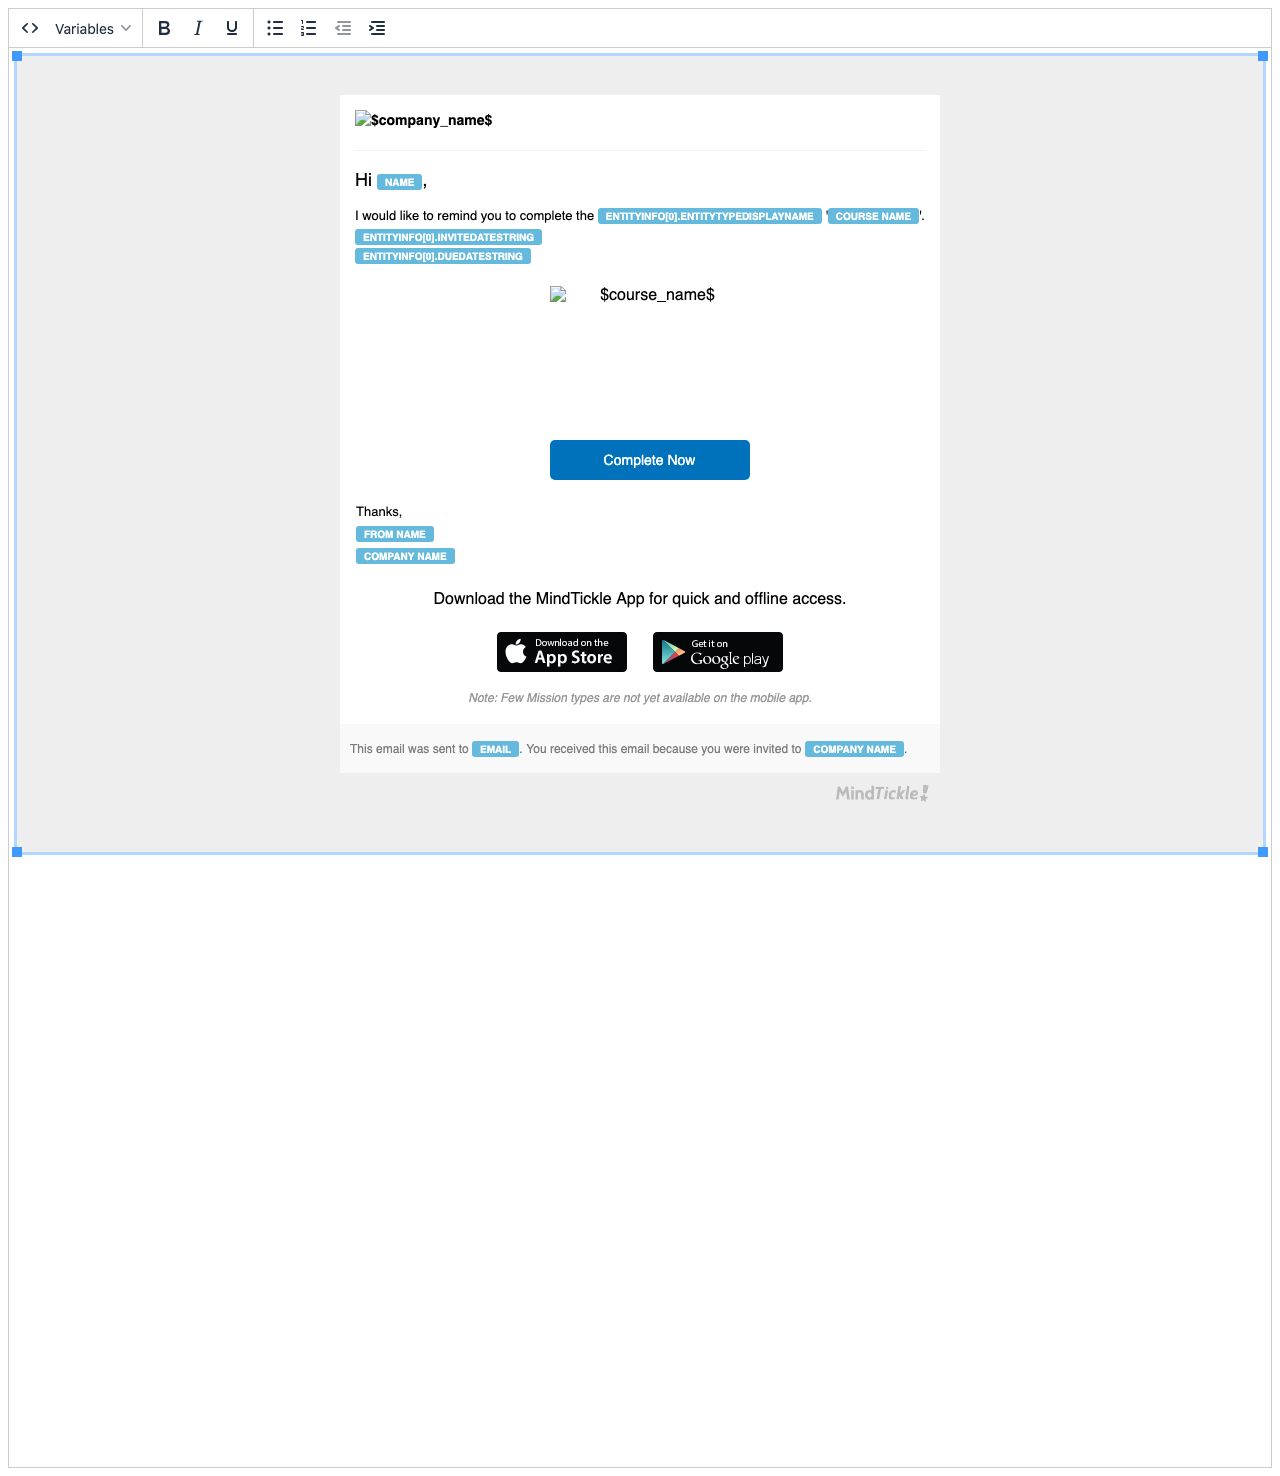 Variables
$company_name$
Hi NAME,
I would like to remind you to complete the ENTITYINFO[0].ENTITYTYPEDISPLAYNAME 'COURSE NAME'.
ENTITYINFO[0].INVITEDATESTRING
ENTITYINFO[0].DUEDATESTRING
$course_name$
Complete Now
Thanks,
FROM NAME
COMPANY NAME
Download the MindTickle App for quick and offline access.
Download on the App Store
Get it on Google play
Note: Few Mission types are not yet available on the mobile app.
This email was sent to EMAIL. You received this email because you were invited to COMPANY NAME.
MindTickle!